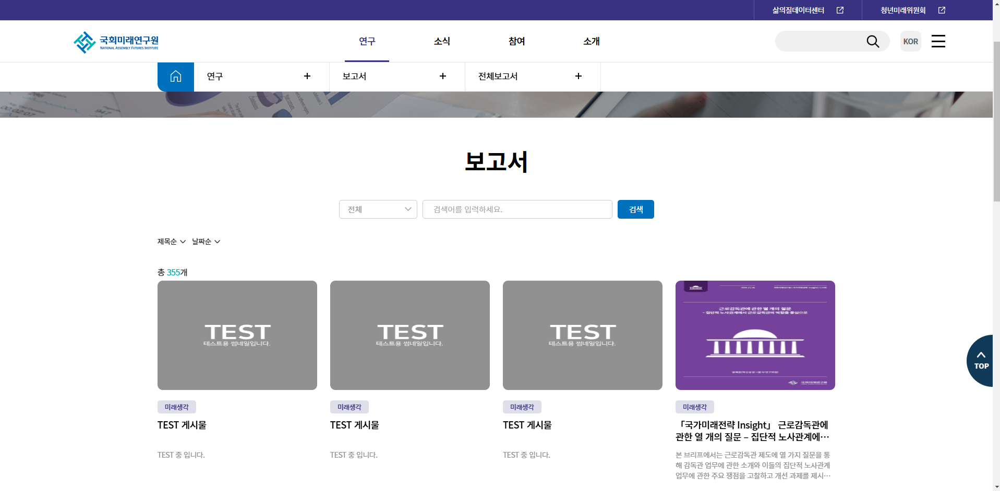 삶의질데이터센터
청년미래위원회
국회미래연구원
NATIONAL ASSEMBLY FUTURES INSTITUTE
연구
소식
참여
소개
KOR
연구
보고서
전체보고서
보고서
전체
검색어를 입력하세요.
검색
제목순
날짜순
총 355개
TEST
테스트용 썸네일입니다.
TEST
테스트용 썸네일입니다.
TEST
테스트용 썸네일입니다.
근로감독관에 관한 열 개의 질문
- 집단적 노사관계에서 근로감독관의 역할을 중심으로
국회미래연구원
TOP
미래생각
TEST 게시물
TEST 중 입니다.
미래생각
TEST 게시물
TEST 중 입니다.
미래생각
TEST 게시물
TEST 중 입니다.
미래생각
「국가미래전략 Insight」 근로감독관에
관한 열 개의 질문 – 집단적 노사관계에…
본 브리프에서는 근로감독관 제도에 열 가지 질문을 통
해 감독관 업무에 관한 소개와 이들의 집단적 노사관계
업무에 관한 주요 쟁점을 고찰하고 개선 과제를 제시…